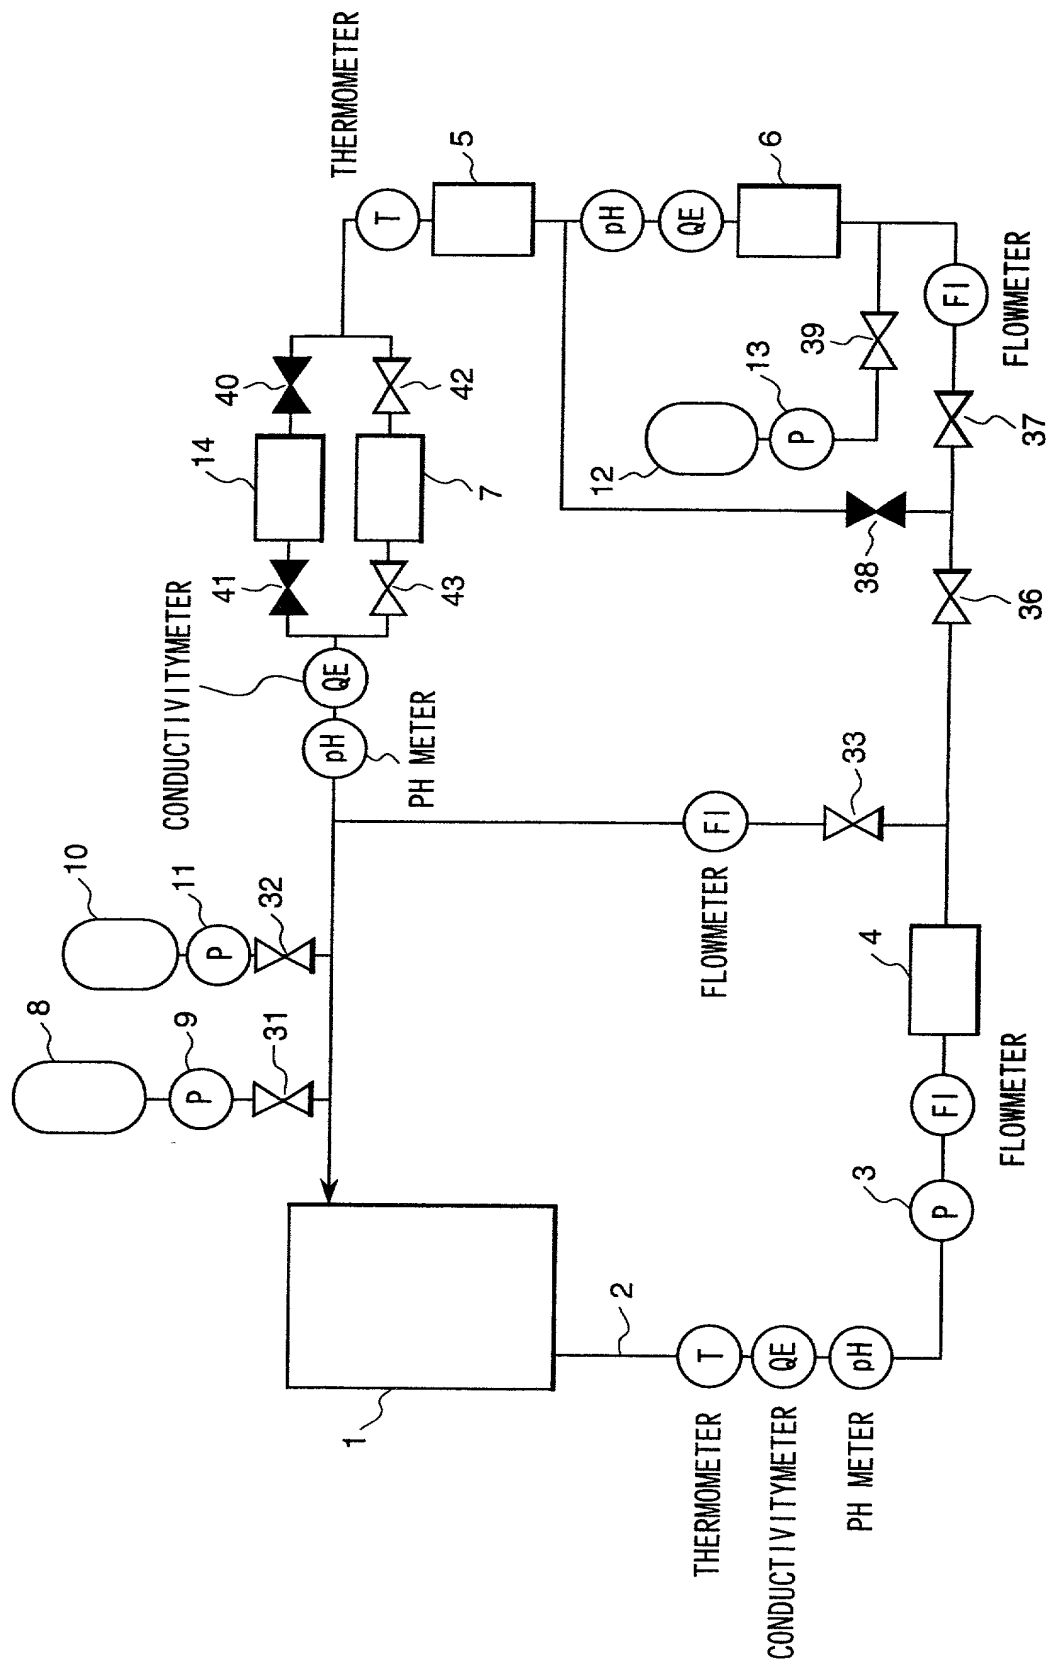 8
10
CONDUCTIVITYMETER
9
11
P
P
14
41
40
31
32
pH
QE
THERMOMETER
1
T
PH METER
43
42
5
7
12
pH
2
QE
THERMOMETER
T
FLOWMETER
FI
13
6
CONDUCTIVITYMETER
QE
P
39
PH METER
pH
3
4
33
38
P
FI
FI
FLOWMETER
36
37
FLOWMETER